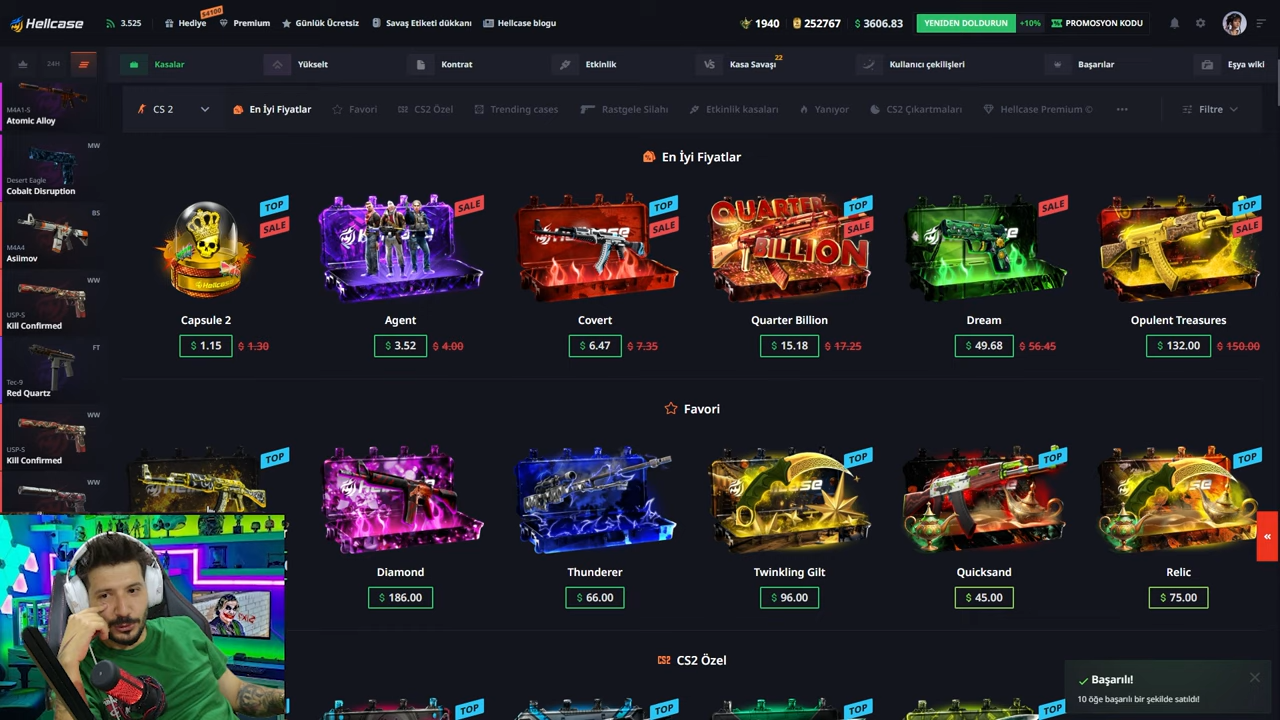 Hellcase
3.525
Hediye
$4100
Premium
Günlük Ücretsiz
Savaş Etiketi dükkanı
Hellcase blogu
1940
252767
$ 3606.83
YENİDEN DOLDURUN
+10%
PROMOSYON KODU
24H
Kasalar
Yükselt
Kontrat
Etkinlik
VS
Kasa Savaşı
22
Kullanıcı çekilişleri
Başarılar
Eşya wiki
CS 2
En İyi Fiyatlar
Favori
CS2 Özel
Trending cases
Rastgele Silahı
Etkinlik kasaları
Yanıyor
CS2 Çıkartmaları
Hellcase Premium ©
Filtre
M4A1-S
Atomic Alloy
MW
Desert Eagle
Cobalt Disruption
BS
M4A4
Asiimov
WW
USP-S
Kill Confirmed
FT
Tec-9
Red Quartz
WW
USP-S
Kill Confirmed
WW
En İyi Fiyatlar
TOP
SALE
Hellcase
Capsule 2
$ 1.15
$ 1.30
SALE
Agent
$ 3.52
$ 4.00
TOP
SALE
Covert
$ 6.47
$ 7.35
TOP
SALE
QUARTER
BILLION
Quarter Billion
$ 15.18
$ 17.25
SALE
Dream
$ 49.68
$ 56.45
TOP
SALE
Opulent Treasures
$ 132.00
$ 150.00
Favori
TOP
Diamond
$ 186.00
Thunderer
$ 66.00
TOP
Twinkling Gilt
$ 96.00
TOP
Quicksand
$ 45.00
TOP
Relic
$ 75.00
CS2
CS2 Özel
TOP
TOP
TOP
TOP
TOP
Başarılı!
10 öğe başarılı bir şekilde satıldı!